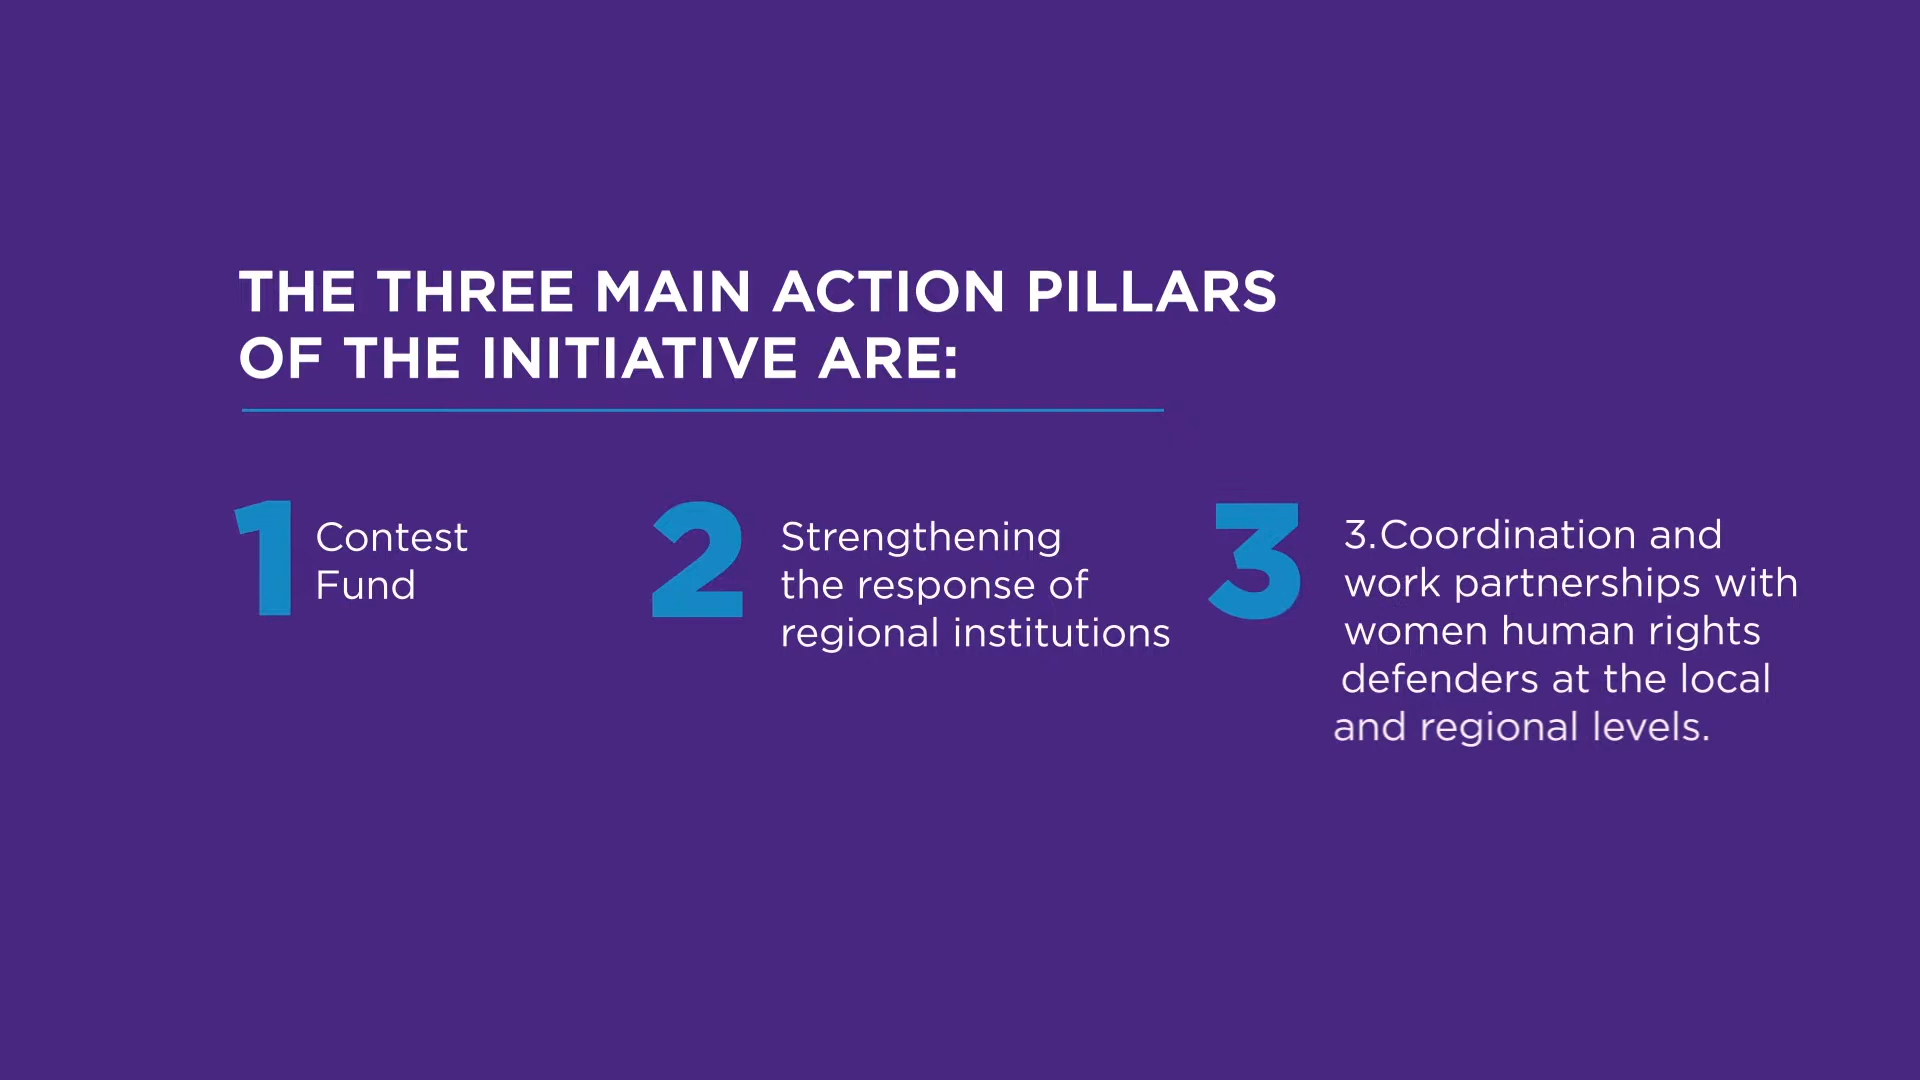 THE THREE MAIN ACTION PILLARS
OF THE INITIATIVE ARE:
1
Contest
Fund
2
Strengthening
the response of
regional institutions
3
3.Coordination and
work partnerships with
women human rights
defenders at the local
and regional levels.